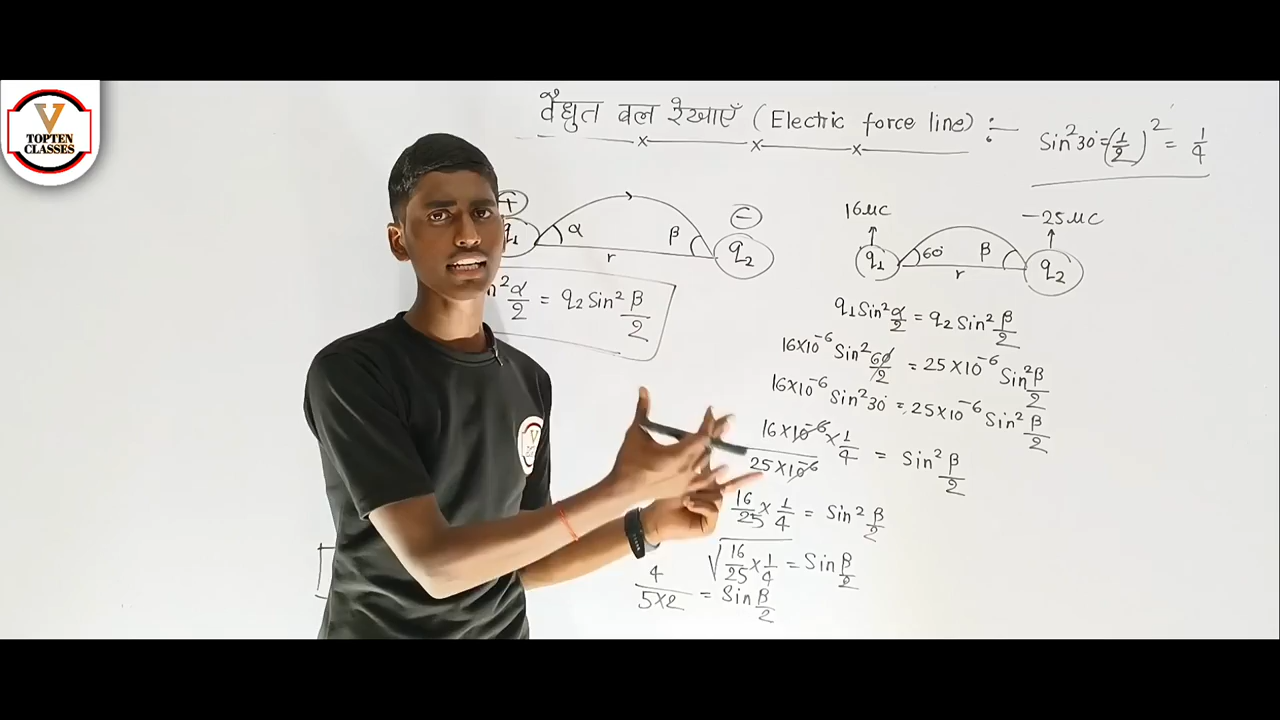 V
TOPTEN
CLASSES
वैधुत बल रेखाएँ (Electric force line) :-
Sin²30°=(1/2)² = 1/4
+
q₁ α β q₂
r
-
Sin² α/2 = q₂ Sin² β/2
16μC
-25μC
q₁ 60° β q₂
r
q₁Sin² α/2 = q₂ Sin² β/2
16×10⁻⁶ Sin² 60/2 = 25×10⁻⁶ Sin² β/2
16×10⁻⁶ Sin²30° = 25×10⁻⁶ Sin² β/2
16×10⁻⁶/25×10⁻⁶ × 1/4 = Sin² β/2
16/25 × 1/4 = Sin² β/2
√16/25 × 1/4 = Sin β/2
4/5×2 = Sin β/2